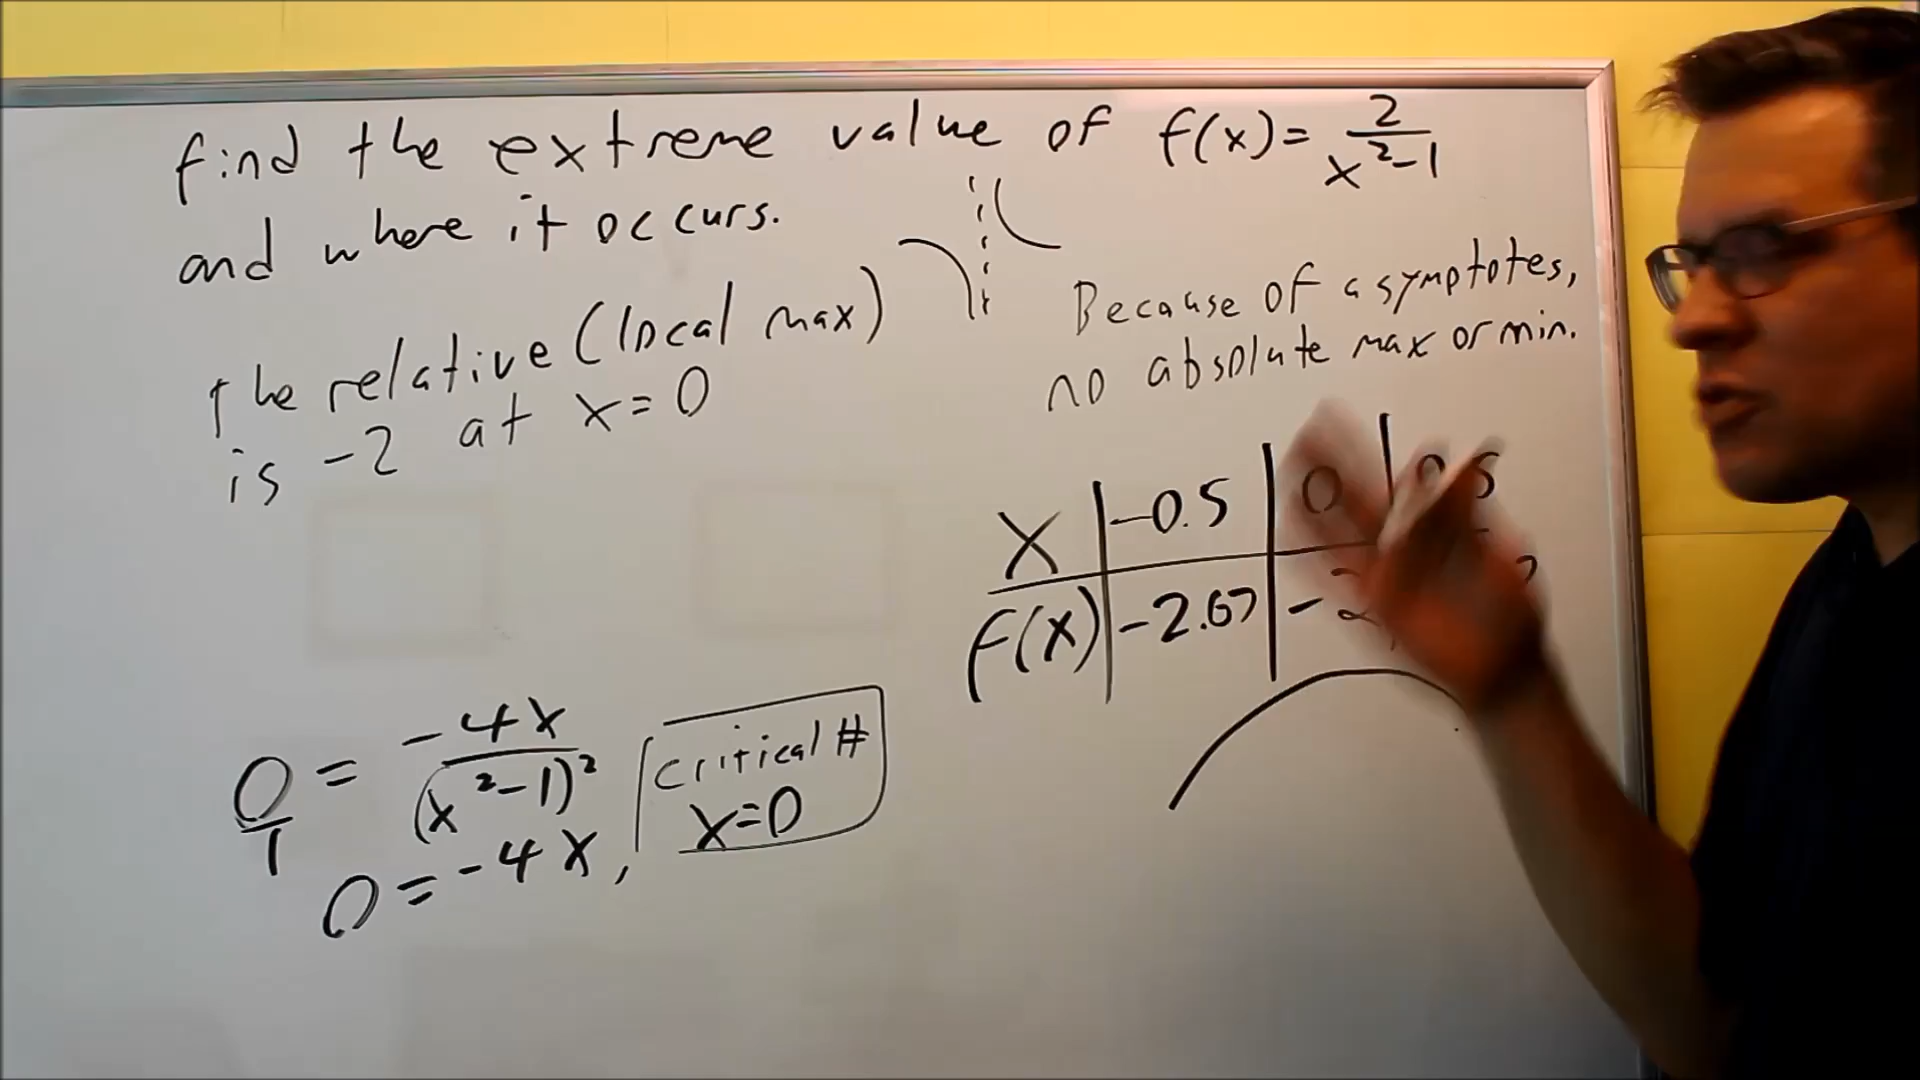 find the extreme value of f(x)= 2/(x²-1)
and where it occurs.
the relative (local max)
is -2 at x=0
Because of asymptotes,
no absolute max or min.
x | -0.5 | 0 |
f(x) | -2.67 | -2
0/1 = -4x/(x²-1)²
0=-4x,
critical #
x=0